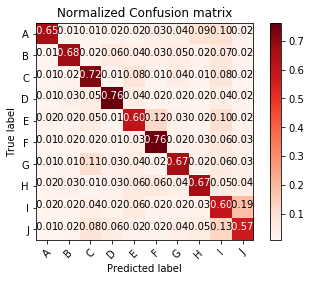 Normalized Confusion matrix
True label
A 0.65 0.01 0.01 0.02 0.02 0.03 0.04 0.09 0.10 0.02
B 0.01 0.68 0.02 0.06 0.04 0.03 0.05 0.02 0.07 0.02
C 0.01 0.02 0.72 0.01 0.08 0.01 0.04 0.01 0.08 0.02
D 0.01 0.03 0.05 0.76 0.04 0.02 0.02 0.02 0.04 0.02
E 0.02 0.02 0.05 0.01 0.60 0.12 0.03 0.02 0.10 0.02
F 0.01 0.02 0.02 0.01 0.02 0.76 0.02 0.03 0.06 0.03
G 0.01 0.01 0.11 0.03 0.04 0.02 0.67 0.02 0.06 0.03
H 0.02 0.03 0.01 0.03 0.06 0.06 0.04 0.67 0.05 0.04
I 0.02 0.04 0.02 0.02 0.06 0.02 0.02 0.03 0.60 0.19
J 0.01 0.02 0.08 0.06 0.02 0.02 0.04 0.05 0.13 0.57
A B C D E F G H I J
Predicted label
0.7
0.6
0.5
0.4
0.3
0.2
0.1